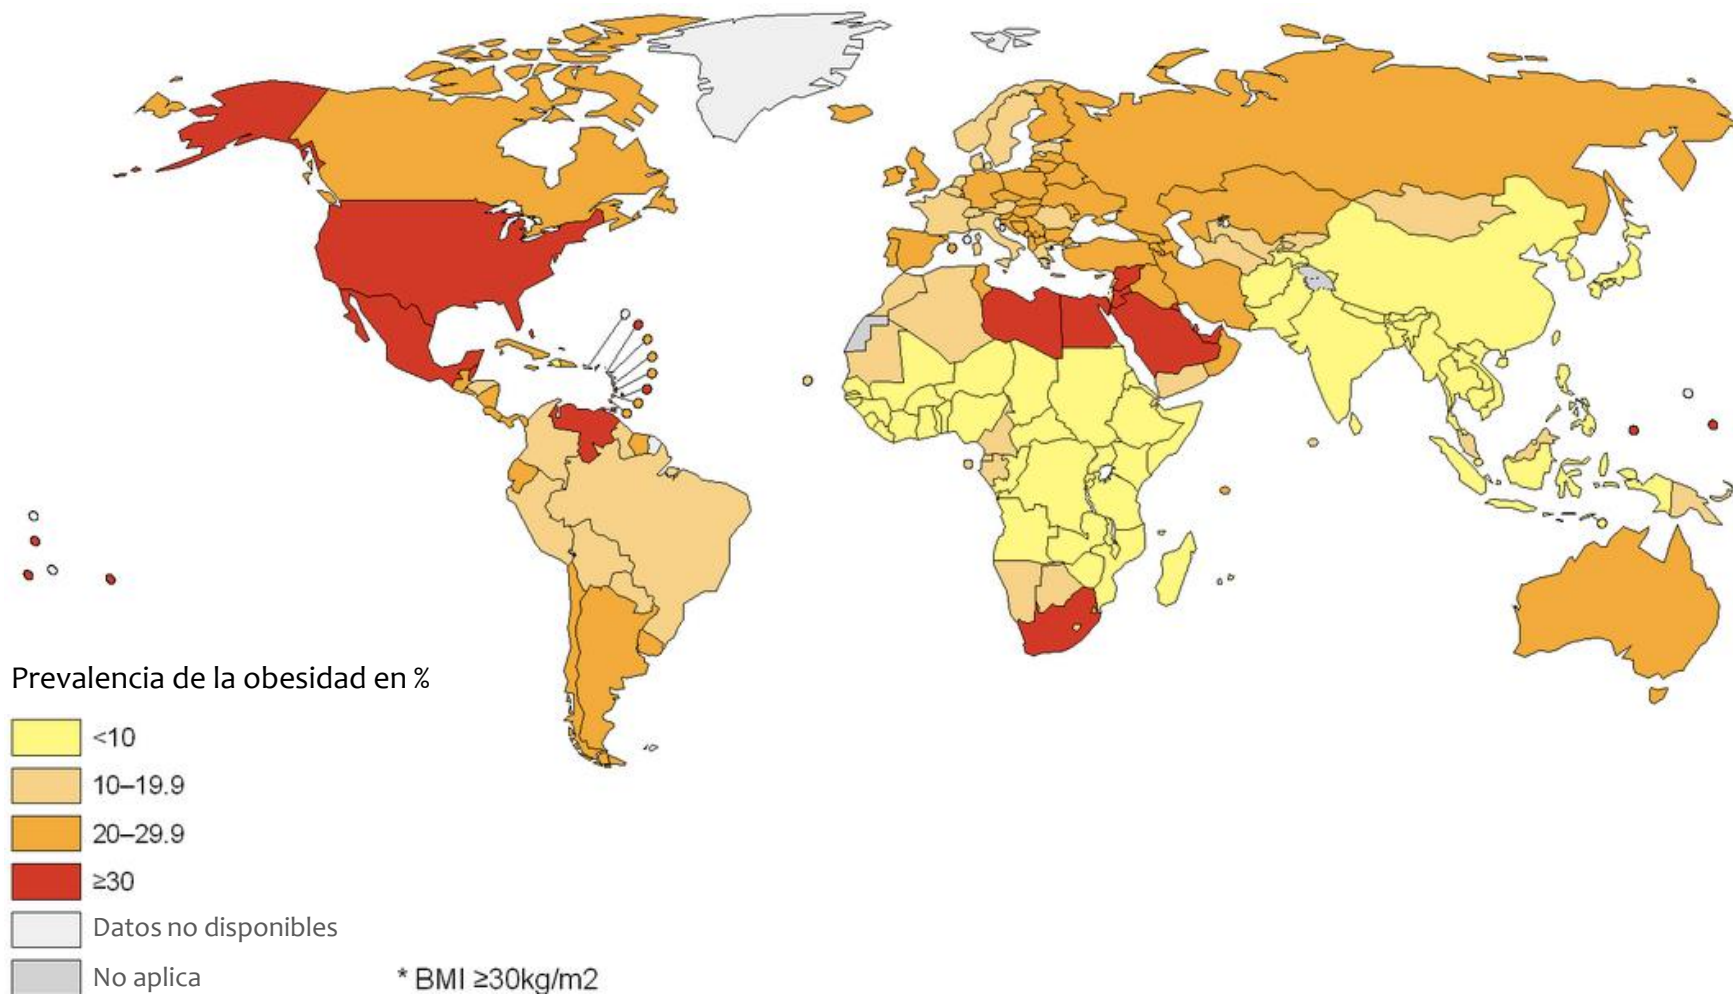 Prevalencia de la obesidad en %
<10
10–19.9
20–29.9
≥30
Datos no disponibles
No aplica
* BMI ≥30kg/m2